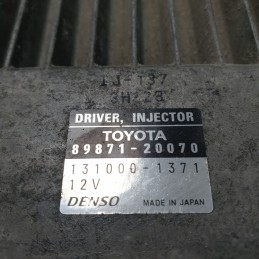 DRIVER, INJECTOR
TOYOTA
89871-20070
131000-1371
12V
DENSO MADE IN JAPAN